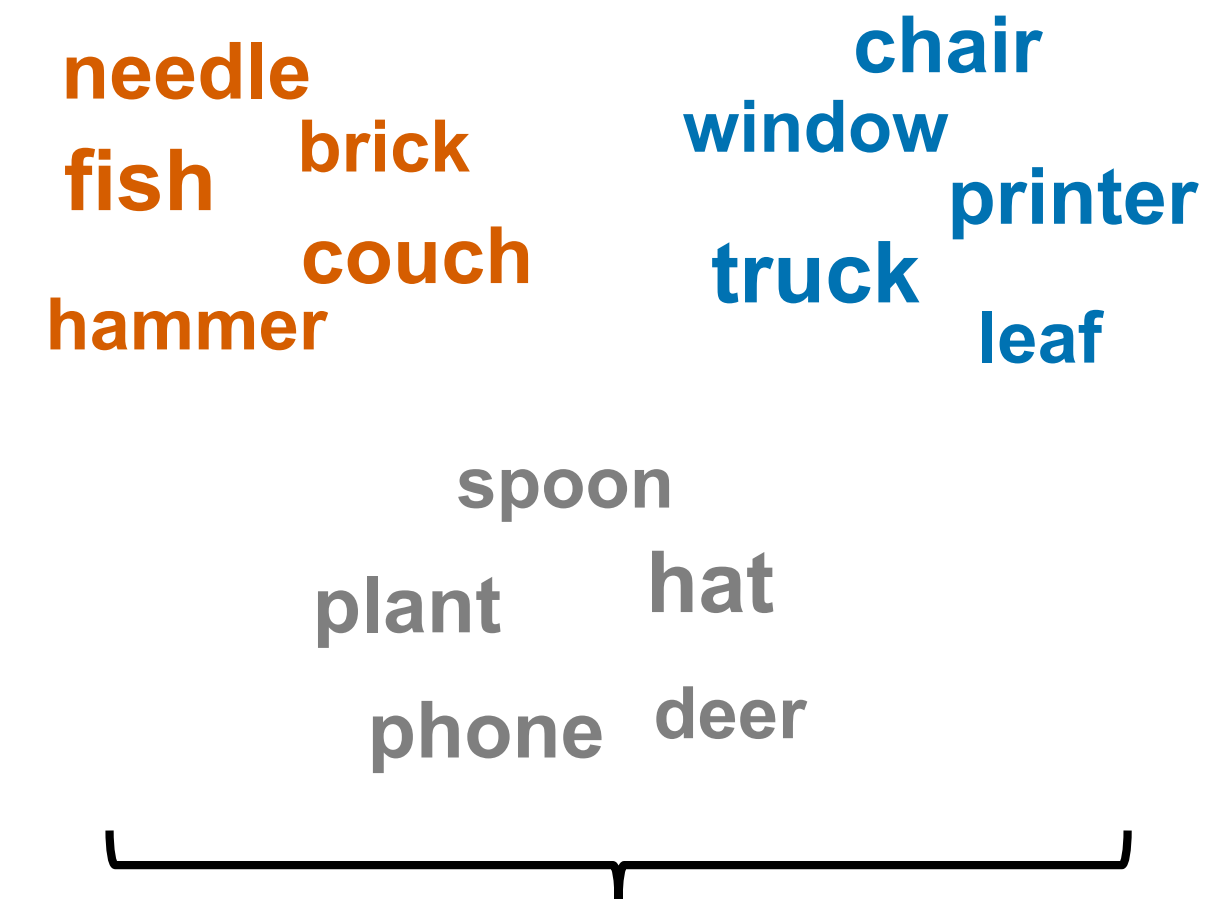 needle
brick
fish
couch
hammer
chair
window
printer
truck
leaf
spoon
hat
plant
deer
phone